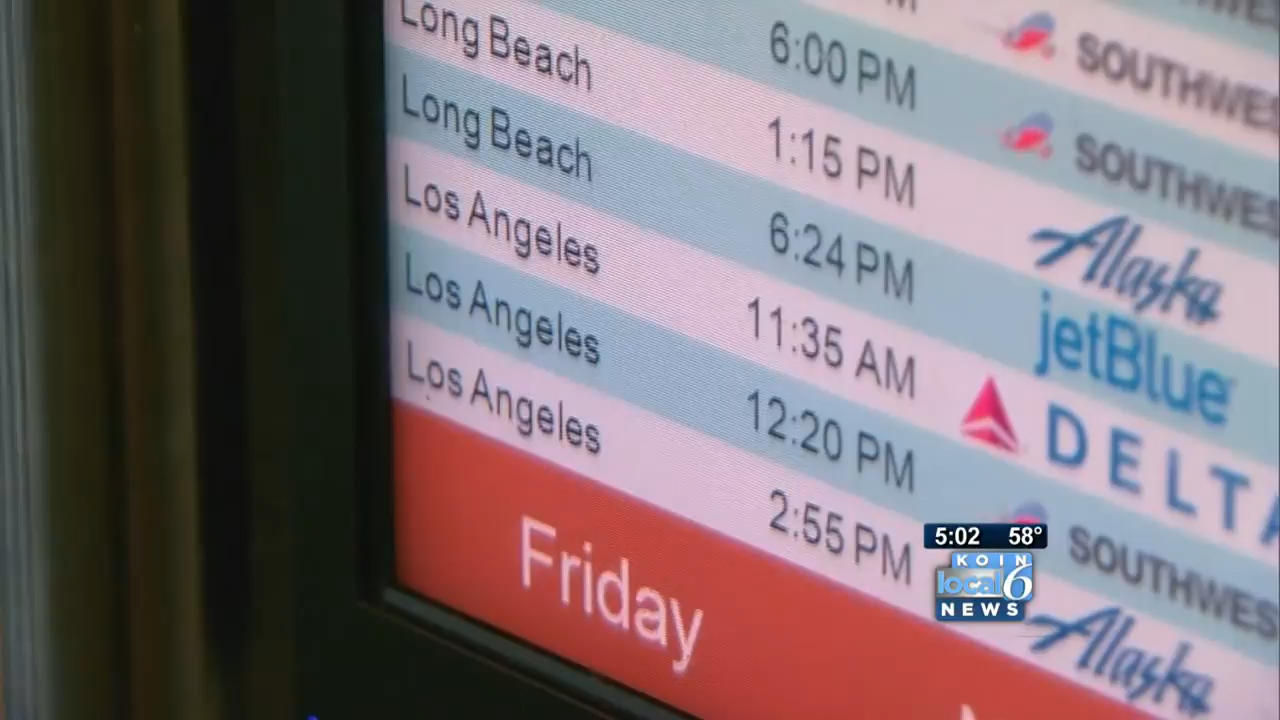 SOUTHWES
6:00 PM SOUTHWES
Long Beach 1:15 PM Alaska
Long Beach 6:24 PM jetBlue
Los Angeles 11:35 AM DELTA
Los Angeles 12:20 PM SOUTHWES
Los Angeles 2:55 PM Alaska
Friday
5:02 58°
KOIN
local 6
NEWS